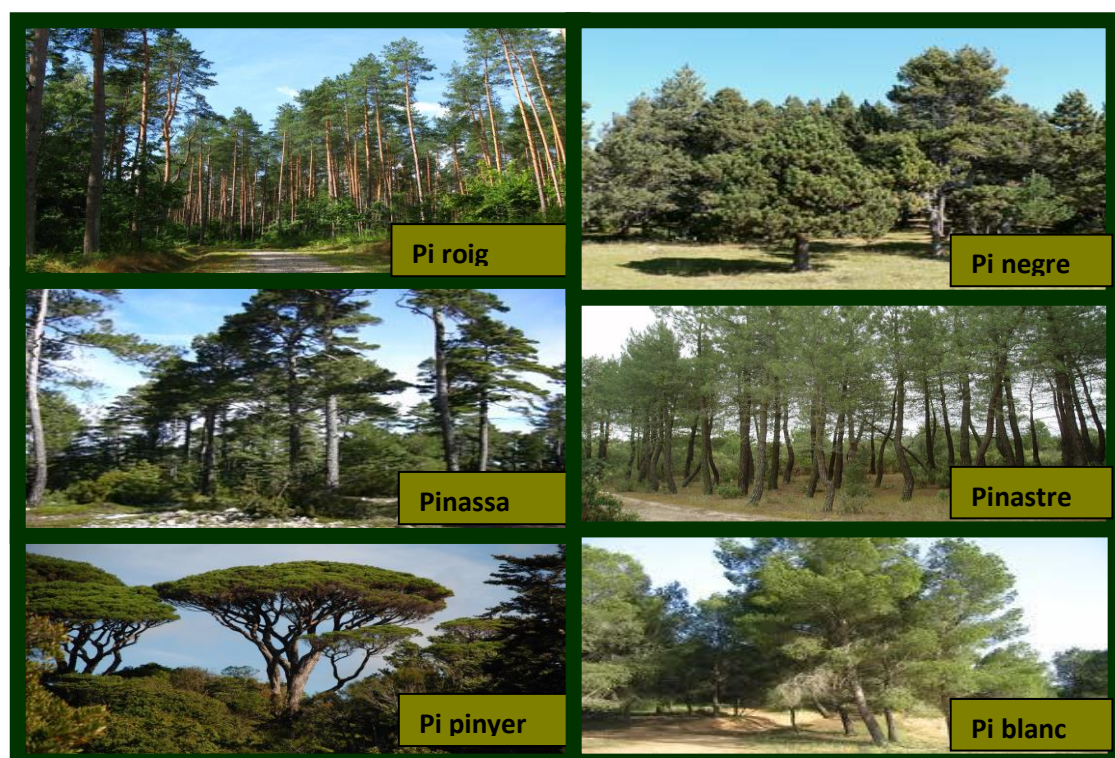 Pi roig
Pi negre
Pinassa
Pinastre
Pi pinyer
Pi blanc